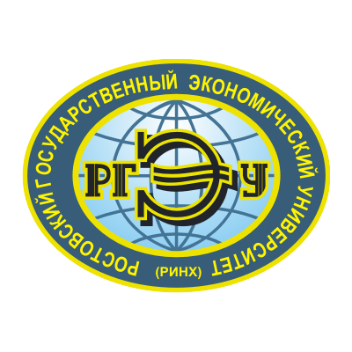 РОСТОВСКИЙ ГОСУДАРСТВЕННЫЙ ЭКОНОМИЧЕСКИЙ УНИВЕРСИТЕТ
РГЭУ
(РИНХ)